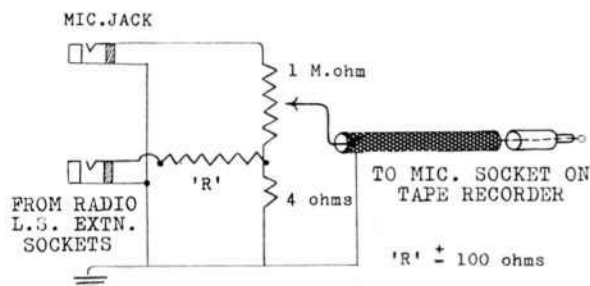 MIC.JACK
1 M.ohm
'R'
4 ohms
FROM RADIO
L.S. EXTN.
SOCKETS
TO MIC. SOCKET ON
TAPE RECORDER
'R' ± 100 ohms